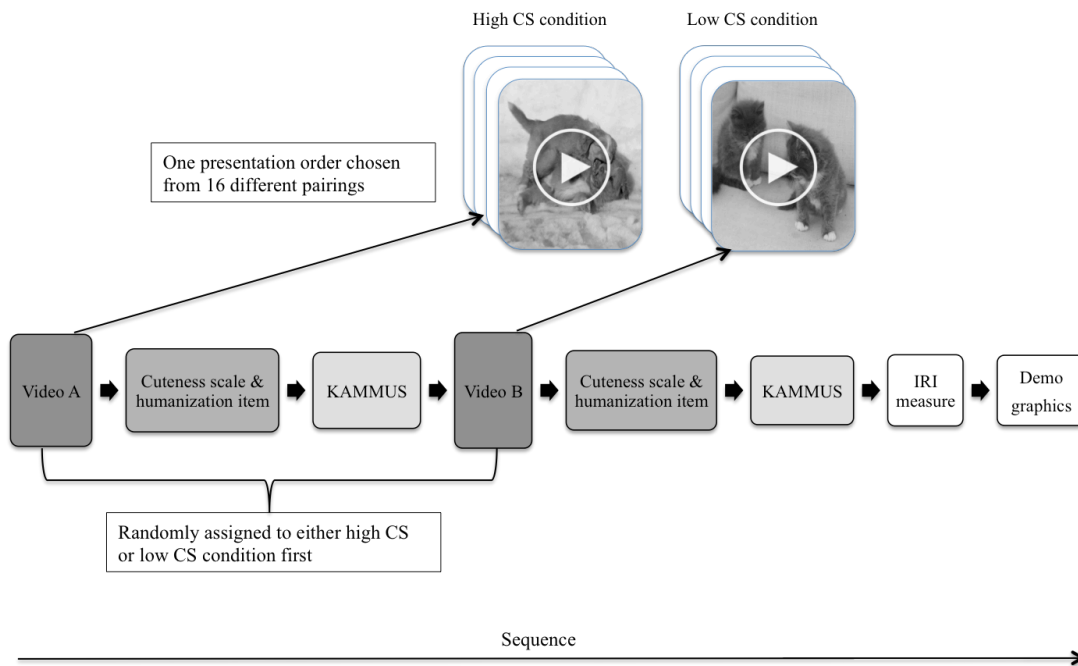 High CS condition
Low CS condition
One presentation order chosen
from 16 different pairings
Video A
Cuteness scale &
humanization item
KAMMUS
Video B
Cuteness scale &
humanization item
KAMMUS
IRI
measure
Demo
graphics
Randomly assigned to either high CS
or low CS condition first
Sequence